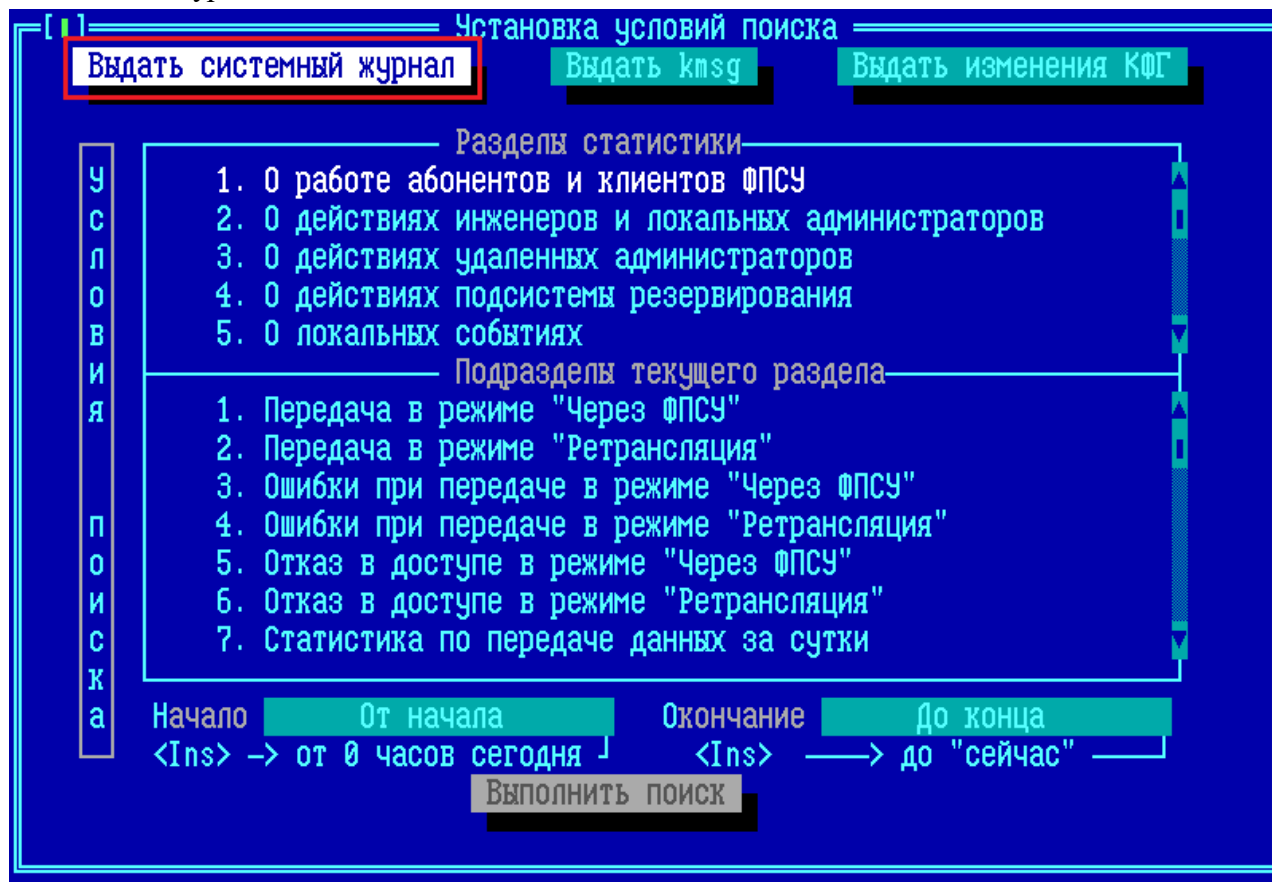 Установка условий поиска
Выдать системный журнал Выдать kmsg Выдать изменения КФГ
Разделы статистики
1. О работе абонентов и клиентов ФПСУ
2. О действиях инженеров и локальных администраторов
3. О действиях удаленных администраторов
4. О действиях подсистемы резервирования
5. О локальных событиях
Подразделы текущего раздела
1. Передача в режиме "Через ФПСУ"
2. Передача в режиме "Ретрансляция"
3. Ошибки при передаче в режиме "Через ФПСУ"
4. Ошибки при передаче в режиме "Ретрансляция"
5. Отказ в доступе в режиме "Через ФПСУ"
6. Отказ в доступе в режиме "Ретрансляция"
7. Статистика по передаче данных за сутки
Условия поиска
Начало От начала Окончание До конца
<Ins> —> от 0 часов сегодня <Ins> ——> до "сейчас"
Выполнить поиск